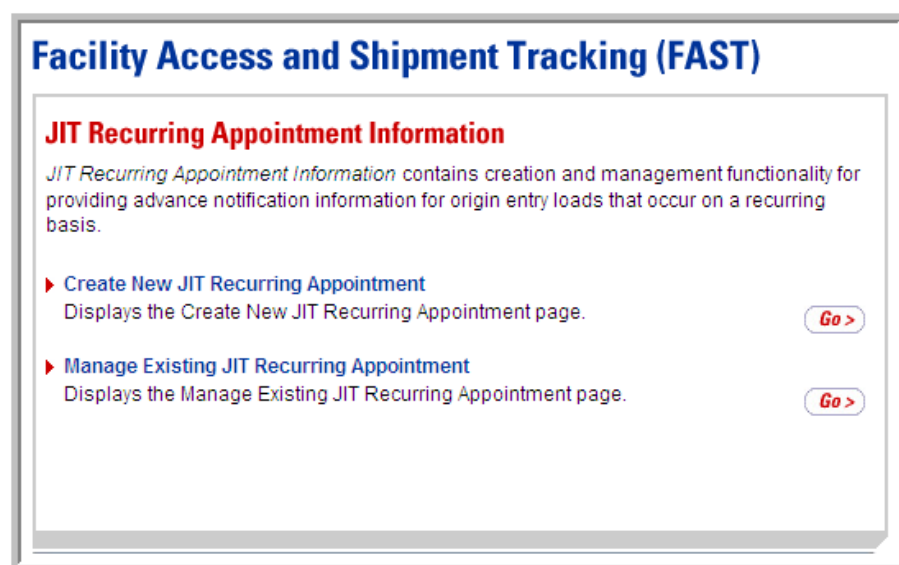 Facility Access and Shipment Tracking (FAST)
JIT Recurring Appointment Information
JIT Recurring Appointment Information contains creation and management functionality for
providing advance notification information for origin entry loads that occur on a recurring
basis.
Create New JIT Recurring Appointment
Displays the Create New JIT Recurring Appointment page.
Go >
Manage Existing JIT Recurring Appointment
Displays the Manage Existing JIT Recurring Appointment page.
Go >